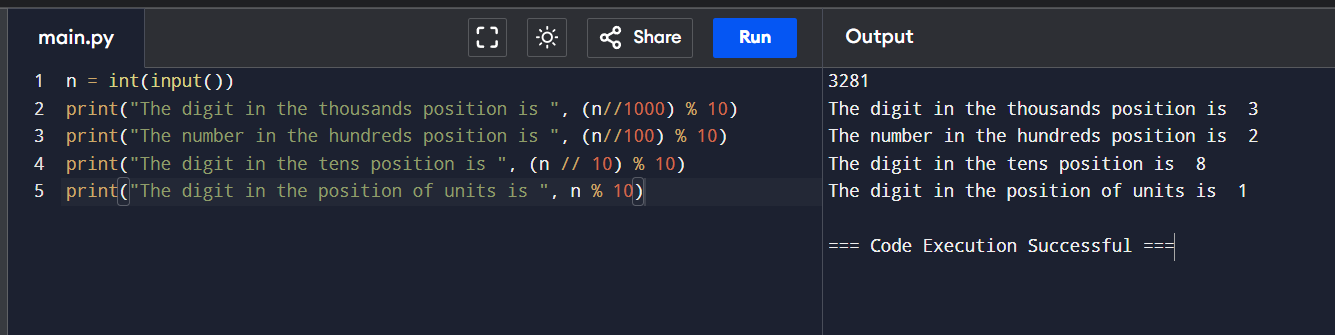 main.py
Share
Run
Output
1 n = int(input())
2 print("The digit in the thousands position is ", (n//1000) % 10)
3 print("The number in the hundreds position is ", (n//100) % 10)
4 print("The digit in the tens position is ", (n // 10) % 10)
5 print("The digit in the position of units is ", n % 10)
3281
The digit in the thousands position is  3
The number in the hundreds position is  2
The digit in the tens position is  8
The digit in the position of units is  1
=== Code Execution Successful ===